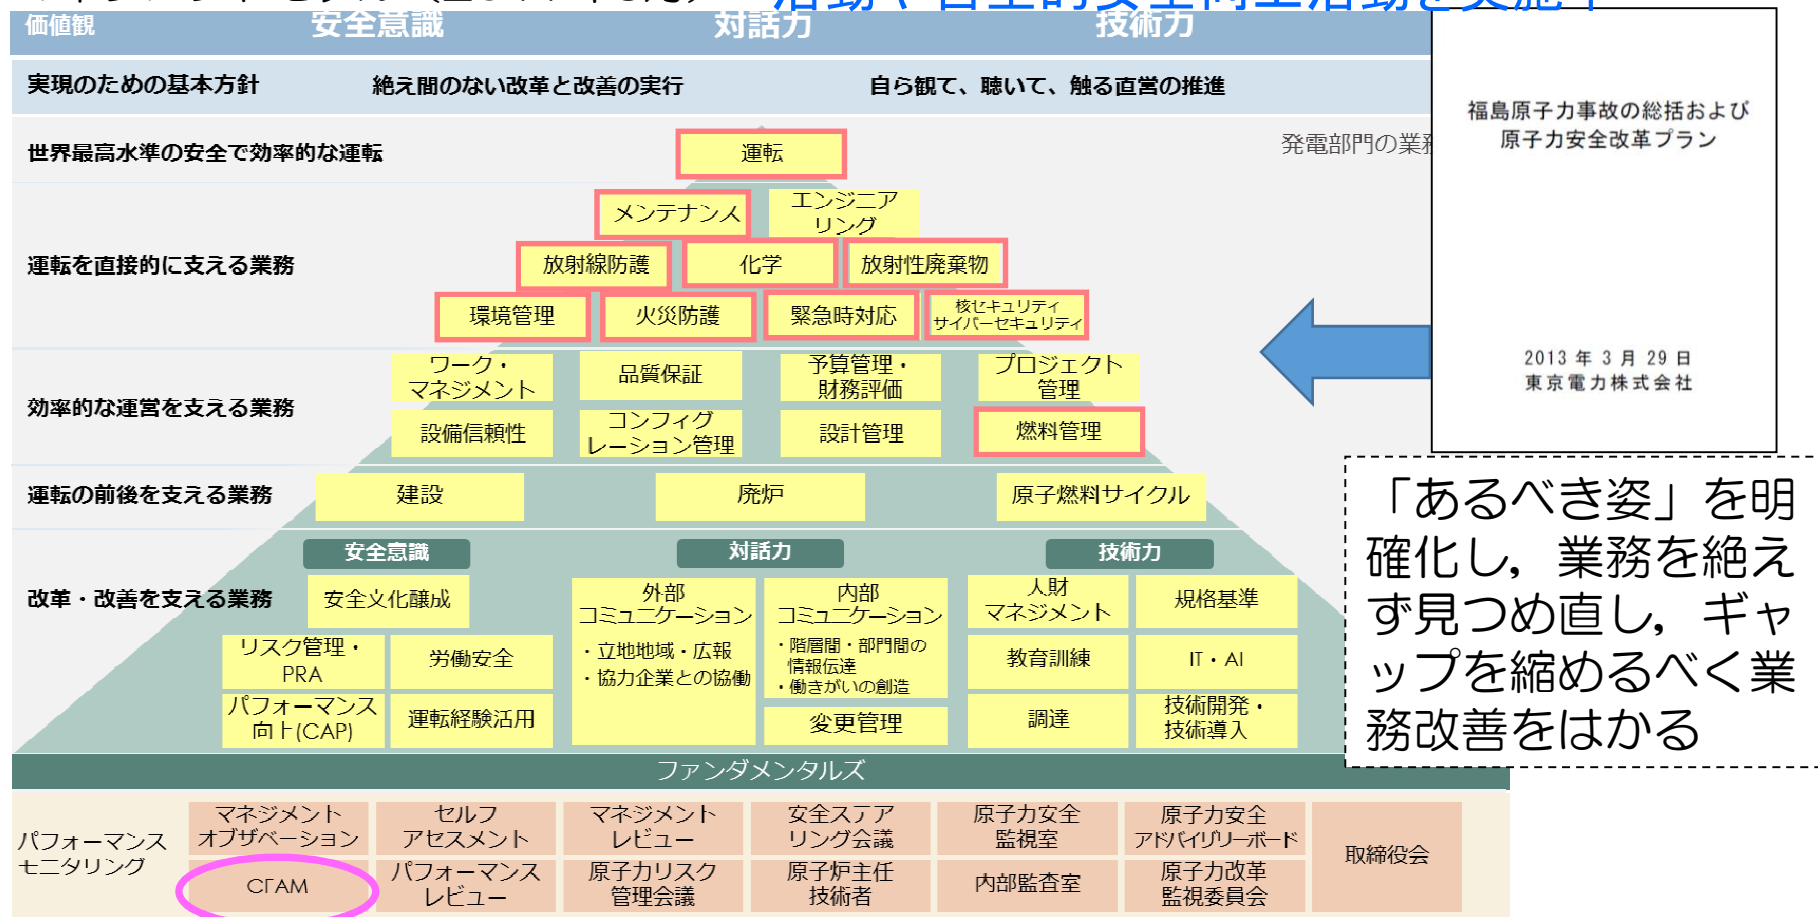 活動や自主的安全向上活動を実施中
価値観
安全意識
対話力
技術力
実現のための基本方針
絶え間のない改革と改善の実行
自ら観て、聴いて、触る直営の推進
世界最高水準の安全で効率的な運転
運転
発電部門の業務
運転を直接的に支える業務
メンテナンス
エンジニア
リング
放射線防護
化学
放射性廃棄物
環境管理
火災防護
緊急時対応
核セキュリティ
サイバーセキュリティ
効率的な運営を支える業務
ワーク・
マネジメント
品質保証
予算管理・
財務評価
プロジェクト
管理
設備信頼性
コンフィグ
レーション管理
設計管理
燃料管理
運転の前後を支える業務
建設
廃炉
原子燃料サイクル
安全意識
対話力
技術力
改革・改善を支える業務
安全文化醸成
リスク管理・
PRA
労働安全
パフォーマンス
向上(CAP)
運転経験活用
外部
コミュニケーション
・立地地域・広報
・協力企業との協働
内部
コミュニケーション
・階層間・部門間の
情報伝達
・働きがいの創造
変更管理
人財
マネジメント
規格基準
教育訓練
IT・AI
調達
技術開発・
技術導入
ファンダメンタルズ
パフォーマンス
モニタリング
マネジメント
オブザベーション
セルフ
アセスメント
マネジメント
レビュー
安全ステア
リング会議
原子力安全
監視室
原子力安全
アドバイザリーボード
取締役会
CFAM
パフォーマンス
レビュー
原子力リスク
管理会議
原子炉主任
技術者
内部監査室
原子力改革
監視委員会
福島原子力事故の総括および
原子力安全改革プラン
2013年3月29日
東京電力株式会社
「あるべき姿」を明
確化し，業務を絶え
ず見つめ直し，ギャ
ップを縮めるべく業
務改善をはかる